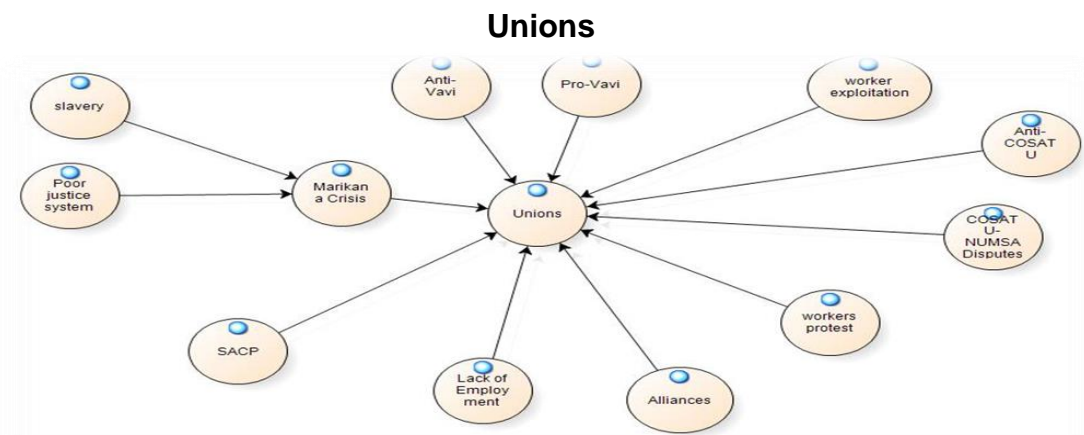 Unions
slavery
Anti-
Vavi
Pro-Vavi
worker
exploitation
Anti-
COSAT
U
Poor
justice
system
Marikan
a Crisis
Unions
COSAT
U-
NUMSA
Disputes
SACP
workers
protest
Lack of
Employ
ment
Alliances